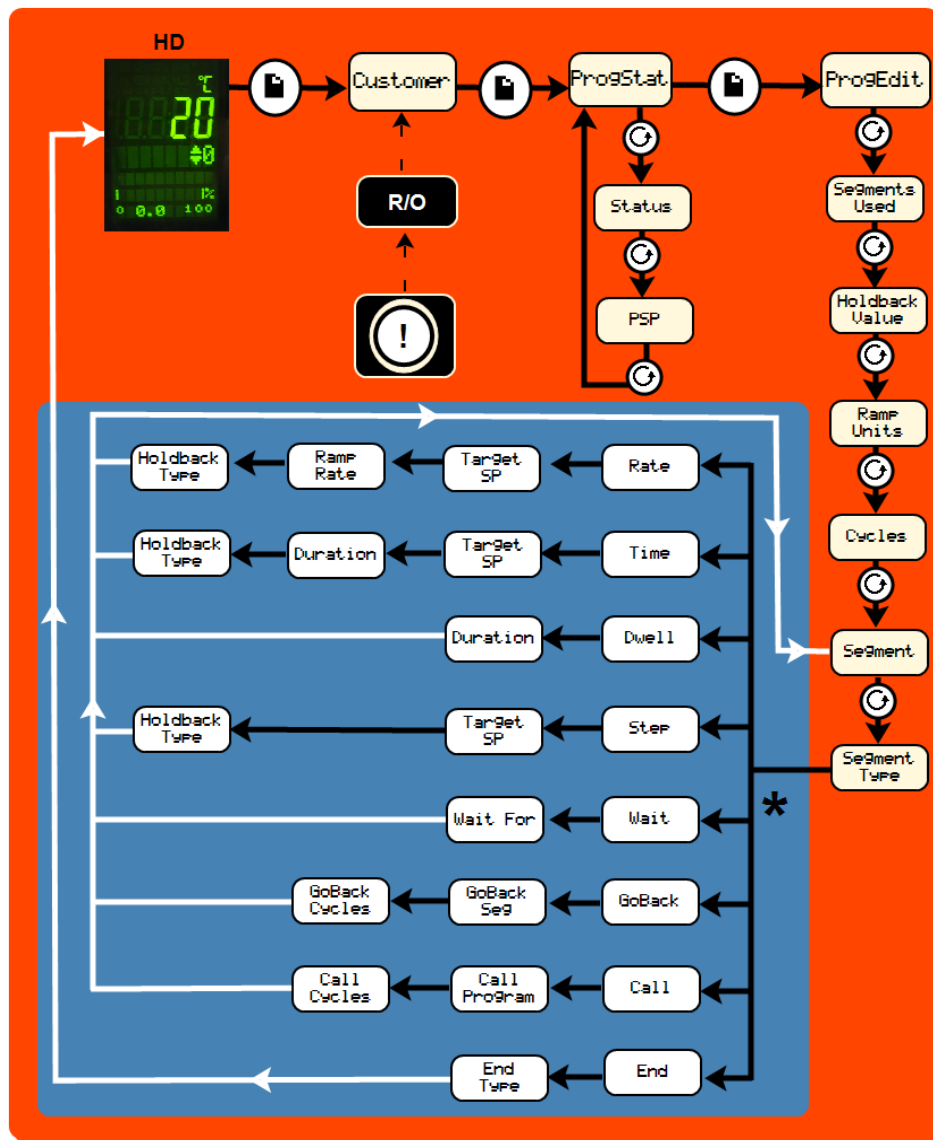 HD
°C
20
0
%
0 0.0 100
Customer
ProgStat
ProgEdit
R/O
!
Status
PSP
Segments
Used
Holdback
Value
Ramp
Units
Cycles
Segment
Segment
Type
*
Holdback
Type
Ramp
Rate
Target
SP
Rate
Holdback
Type
Duration
Target
SP
Time
Duration
Dwell
Holdback
Type
Target
SP
Step
Wait For
Wait
GoBack
Cycles
GoBack
Seg
GoBack
Call
Cycles
Call
Program
Call
End
Type
End